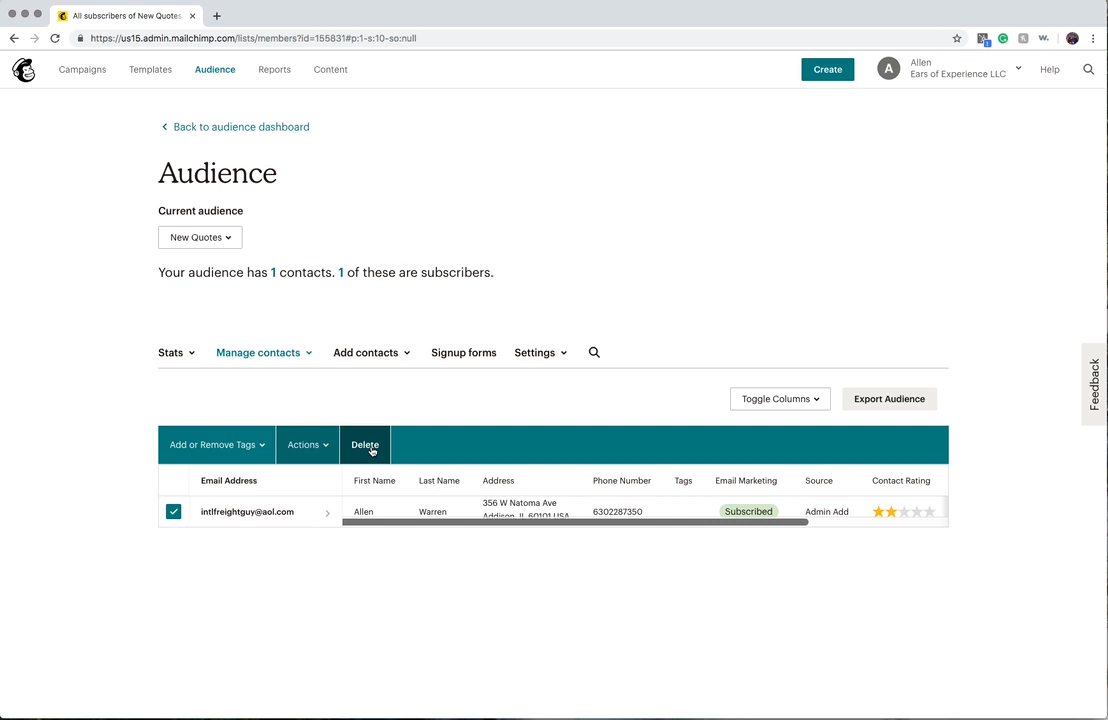 All subscribers of New Quotes
https://us15.admin.mailchimp.com/lists/members?id=155831#p:1-s:10-so:null
Campaigns Templates Audience Reports Content Create A Allen Help
Ears of Experience LLC
Back to audience dashboard
Audience
Current audience
New Quotes
Your audience has 1 contacts. 1 of these are subscribers.
Stats Manage contacts Add contacts Signup forms Settings
Feedback
Toggle Columns Export Audience
Add or Remove Tags Actions Delete
Email Address First Name Last Name Address Phone Number Tags Email Marketing Source Contact Rating
intlfreightguy@aol.com Allen Warren 356 W Natoma Ave 6302287350 Subscribed Admin Add
Addison, IL 60101 USA